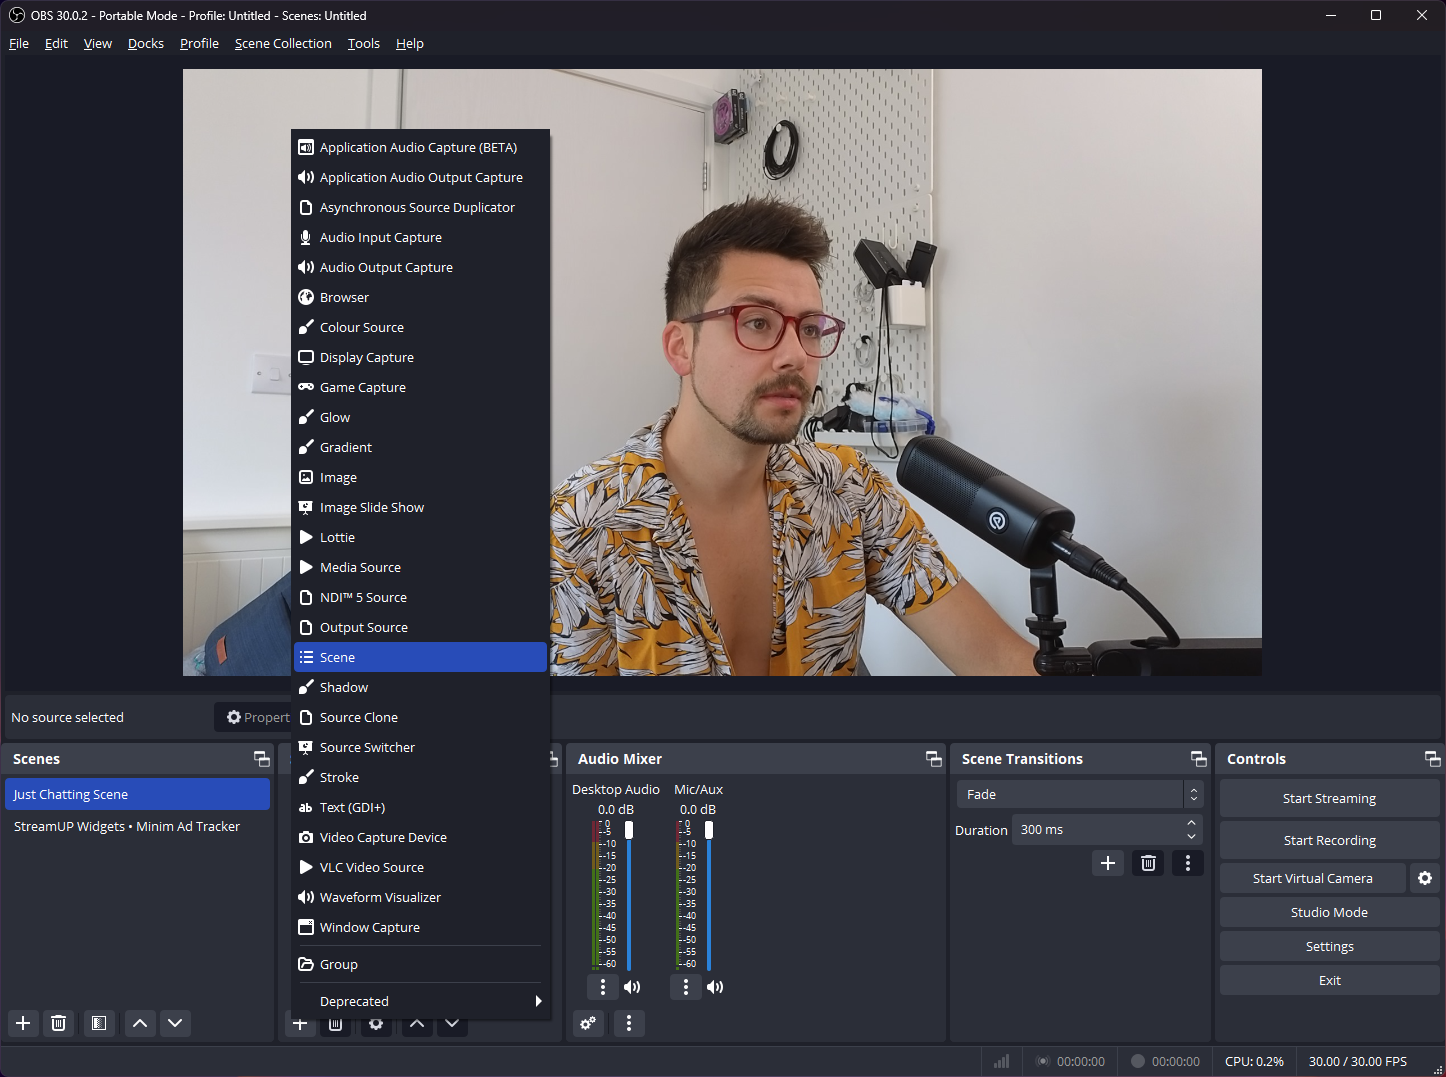 OBS 30.0.2 - Portable Mode - Profile: Untitled - Scenes: Untitled
File Edit View Docks Profile Scene Collection Tools Help
Application Audio Capture (BETA)
Application Audio Output Capture
Asynchronous Source Duplicator
Audio Input Capture
Audio Output Capture
Browser
Colour Source
Display Capture
Game Capture
Glow
Gradient
Image
Image Slide Show
Lottie
Media Source
NDI™ 5 Source
Output Source
Scene
Shadow
Source Clone
Source Switcher
Stroke
ab Text (GDI+)
Video Capture Device
VLC Video Source
Waveform Visualizer
Window Capture
Group
Deprecated
No source selected
Propert
Scenes
Just Chatting Scene
StreamUP Widgets • Minim Ad Tracker
Audio Mixer
Desktop Audio Mic/Aux
0.0 dB 0.0 dB
0 0
-5 -5
-10 -10
-15 -15
-20 -20
-25 -25
-30 -30
-35 -35
-40 -40
-45 -45
-50 -50
-55 -55
-60 -60
Scene Transitions
Fade
Duration 300 ms
Controls
Start Streaming
Start Recording
Start Virtual Camera
Studio Mode
Settings
Exit
00:00:00 00:00:00 CPU: 0.2% 30.00 / 30.00 FPS